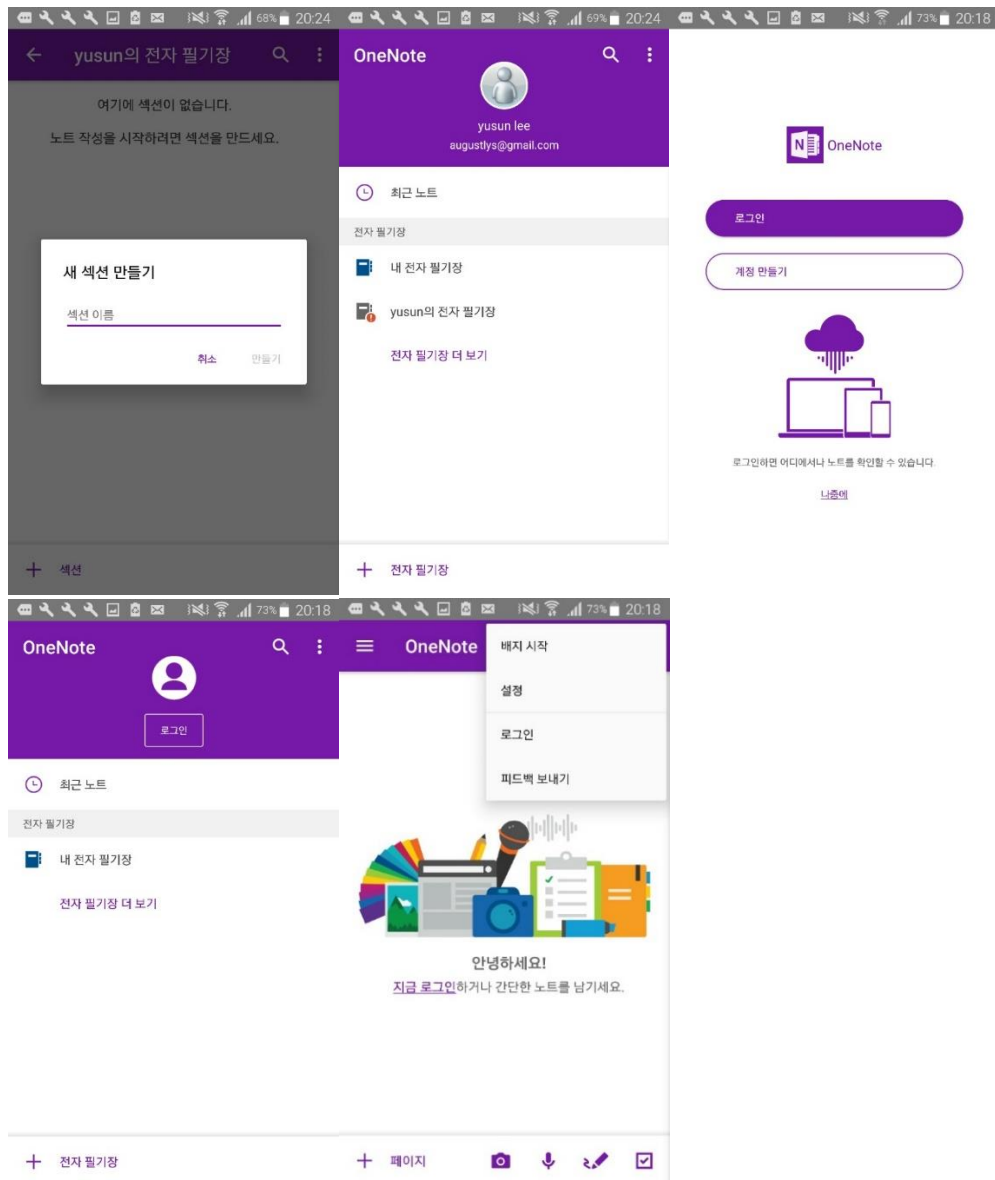 68% 20:24
yusun의 전자 필기장
여기에 섹션이 없습니다.
노트 작성을 시작하려면 섹션을 만드세요.
새 섹션 만들기
섹션 이름
취소 만들기
섹션
69% 20:24
OneNote
yusun lee
augustlys@gmail.com
최근 노트
전자 필기장
내 전자 필기장
yusun의 전자 필기장
전자 필기장 더 보기
전자 필기장
73% 20:18
N OneNote
로그인
계정 만들기
로그인하면 어디에서나 노트를 확인할 수 있습니다.
나중에
73% 20:18
OneNote
로그인
최근 노트
전자 필기장
내 전자 필기장
전자 필기장 더 보기
전자 필기장
73% 20:18
OneNote
배지 시작
설정
로그인
피드백 보내기
안녕하세요!
지금 로그인하거나 간단한 노트를 남기세요.
페이지